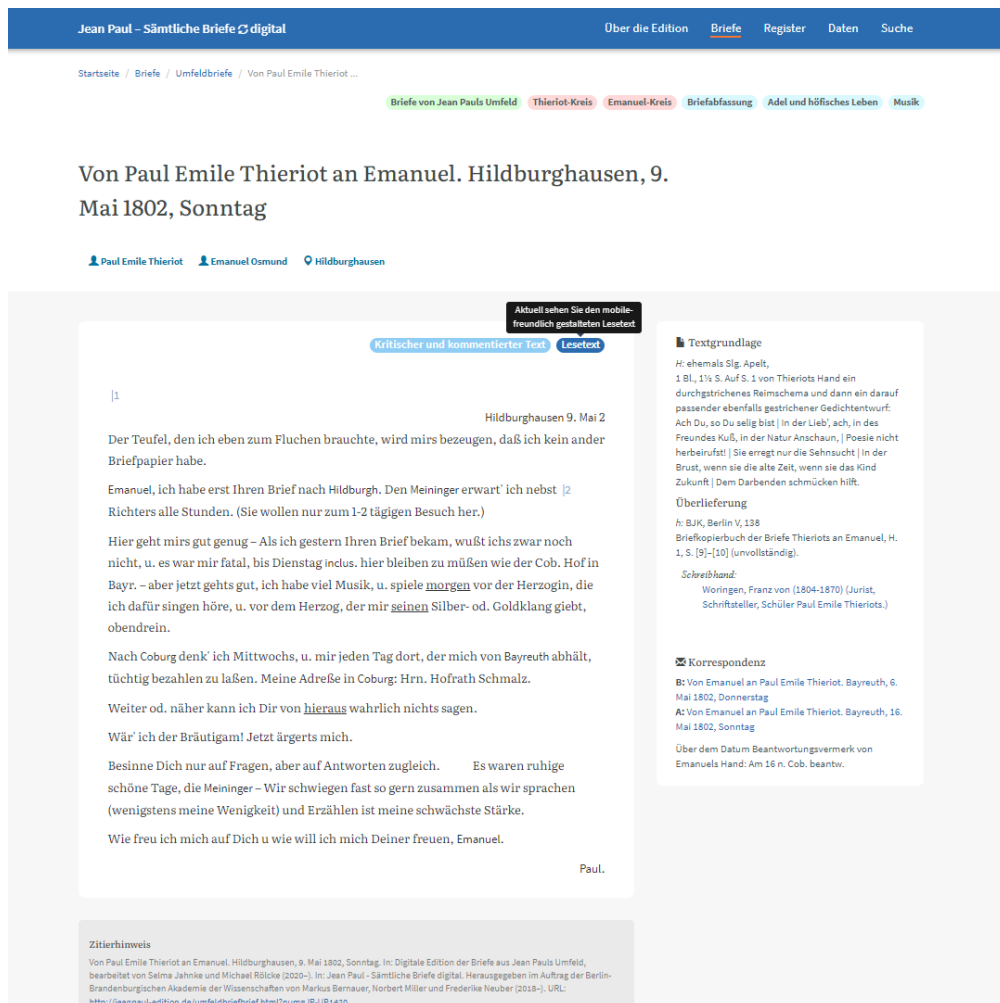 Jean Paul – Sämtliche Briefe digital
Über die Edition Briefe Register Daten Suche
Startseite / Briefe / Umfeldbriefe / Von Paul Emile Thieriot ...
Briefe von Jean Pauls Umfeld Thieriot-Kreis Emanuel-Kreis Briefabfassung Adel und höfisches Leben Musik
Von Paul Emile Thieriot an Emanuel. Hildburghausen, 9.
Mai 1802, Sonntag
Paul Emile Thieriot Emanuel Osmund Hildburghausen
Aktuell sehen Sie den mobile-
freundlich gestalteten Lesetext
Kritischer und kommentierter Text Lesetext
|1
Hildburghausen 9. Mai 2
Der Teufel, den ich eben zum Fluchen brauchte, wird mirs bezeugen, daß ich kein ander
Briefpapier habe.
Emanuel, ich habe erst Ihren Brief nach Hildburgh. Den Meininger erwart' ich nebst |2
Richters alle Stunden. (Sie wollen nur zum 1-2 tägigen Besuch her.)
Hier geht mirs gut genug – Als ich gestern Ihren Brief bekam, wußt ichs zwar noch
nicht, u. es war mir fatal, bis Dienstag inclus. hier bleiben zu müßen wie der Cob. Hof in
Bayr. – aber jetzt gehts gut, ich habe viel Musik, u. spiele morgen vor der Herzogin, die
ich dafür singen höre, u. vor dem Herzog, der mir seinen Silber- od. Goldklang giebt,
obendrein.
Nach Coburg denk' ich Mittwochs, u. mir jeden Tag dort, der mich von Bayreuth abhält,
tüchtig bezahlen zu laßen. Meine Adreße in Coburg: Hrn. Hofrath Schmalz.
Weiter od. näher kann ich Dir von hieraus wahrlich nichts sagen.
Wär' ich der Bräutigam! Jetzt ärgerts mich.
Besinne Dich nur auf Fragen, aber auf Antworten zugleich. Es waren ruhige
schöne Tage, die Meininger – Wir schwiegen fast so gern zusammen als wir sprachen
(wenigstens meine Wenigkeit) und Erzählen ist meine schwächste Stärke.
Wie freu ich mich auf Dich u wie will ich mich Deiner freuen, Emanuel.
Paul.
Textgrundlage
H: ehemals Slg. Apelt,
1 Bl., 1½ S. Auf S. 1 von Thieriots Hand ein
durchgstrichenes Reimschema und dann ein darauf
passender ebenfalls gestrichener Gedichtentwurf:
Ach Du, so Du selig bist | In der Lieb', ach, in des
Freundes Kuß, in der Natur Anschaun, | Poesie nicht
herbeirufst! | Sie erregt nur die Sehnsucht | In der
Brust, wenn sie die alte Zeit, wenn sie das Kind
Zukunft | Dem Darbenden schmücken hilft.
Überlieferung
h: BJK, Berlin V, 138
Briefkopierbuch der Briefe Thieriots an Emanuel, H.
1, S. [9]–[10] (unvollständig).
Schreibhand:
Woringen, Franz von (1804-1870) (Jurist,
Schriftsteller, Schüler Paul Emile Thieriots.)
Korrespondenz
B: Von Emanuel an Paul Emile Thieriot. Bayreuth, 6.
Mai 1802, Donnerstag
A: Von Emanuel an Paul Emile Thieriot. Bayreuth, 16.
Mai 1802, Sonntag
Über dem Datum Beantwortungsvermerk von
Emanuels Hand: Am 16 n. Cob. beantw.
Zitierhinweis
Von Paul Emile Thieriot an Emanuel. Hildburghausen, 9. Mai 1802, Sonntag. In: Digitale Edition der Briefe aus Jean Pauls Umfeld,
bearbeitet von Selma Jahnke und Michael Rölcke (2020–). In: Jean Paul - Sämtliche Briefe digital. Herausgegeben im Auftrag der Berlin-
Brandenburgischen Akademie der Wissenschaften von Markus Bernauer, Norbert Miller und Frederike Neuber (2018–). URL: